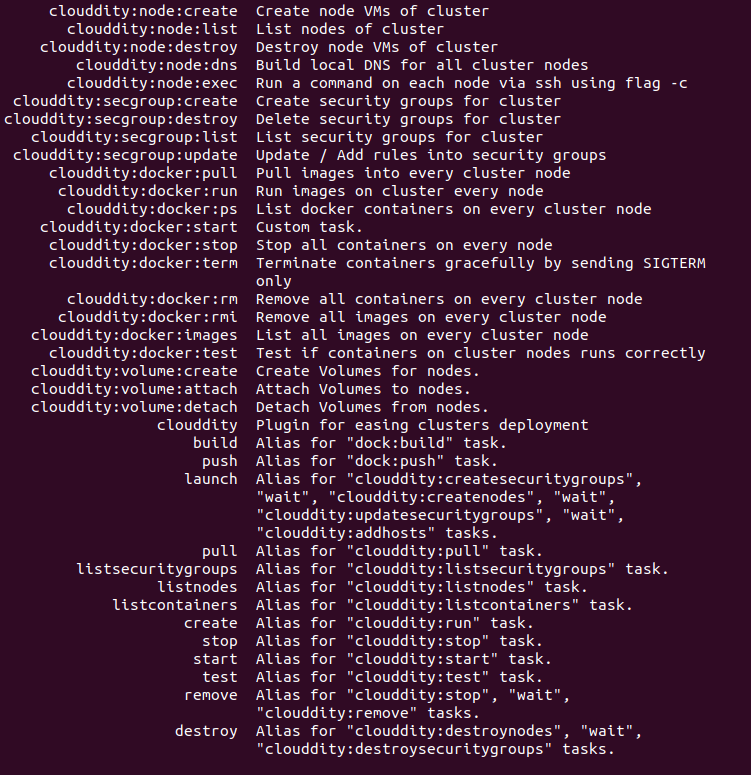 clouddity:node:create  Create node VMs of cluster
clouddity:node:list  List nodes of cluster
clouddity:node:destroy  Destroy node VMs of cluster
clouddity:node:dns  Build local DNS for all cluster nodes
clouddity:node:exec  Run a command on each node via ssh using flag -c
clouddity:secgroup:create  Create security groups for cluster
clouddity:secgroup:destroy  Delete security groups for cluster
clouddity:secgroup:list  List security groups for cluster
clouddity:secgroup:update  Update / Add rules into security groups
clouddity:docker:pull  Pull images into every cluster node
clouddity:docker:run  Run images on cluster every node
clouddity:docker:ps  List docker containers on every cluster node
clouddity:docker:start  Custom task.
clouddity:docker:stop  Stop all containers on every node
clouddity:docker:term  Terminate containers gracefully by sending SIGTERM
only
clouddity:docker:rm  Remove all containers on every cluster node
clouddity:docker:rmi  Remove all images on every cluster node
clouddity:docker:images  List all images on every cluster node
clouddity:docker:test  Test if containers on cluster nodes runs correctly
clouddity:volume:create  Create Volumes for nodes.
clouddity:volume:attach  Attach Volumes to nodes.
clouddity:volume:detach  Detach Volumes from nodes.
clouddity  Plugin for easing clusters deployment
build  Alias for "dock:build" task.
push  Alias for "dock:push" task.
launch  Alias for "clouddity:createsecuritygroups",
"wait", "clouddity:createnodes", "wait",
"clouddity:updatesecuritygroups", "wait",
"clouddity:addhosts" tasks.
pull  Alias for "clouddity:pull" task.
listsecuritygroups  Alias for "clouddity:listsecuritygroups" task.
listnodes  Alias for "clouddity:listnodes" task.
listcontainers  Alias for "clouddity:listcontainers" task.
create  Alias for "clouddity:run" task.
stop  Alias for "clouddity:stop" task.
start  Alias for "clouddity:start" task.
test  Alias for "clouddity:test" task.
remove  Alias for "clouddity:stop", "wait",
"clouddity:remove" tasks.
destroy  Alias for "clouddity:destroynodes", "wait",
"clouddity:destroysecuritygroups" tasks.